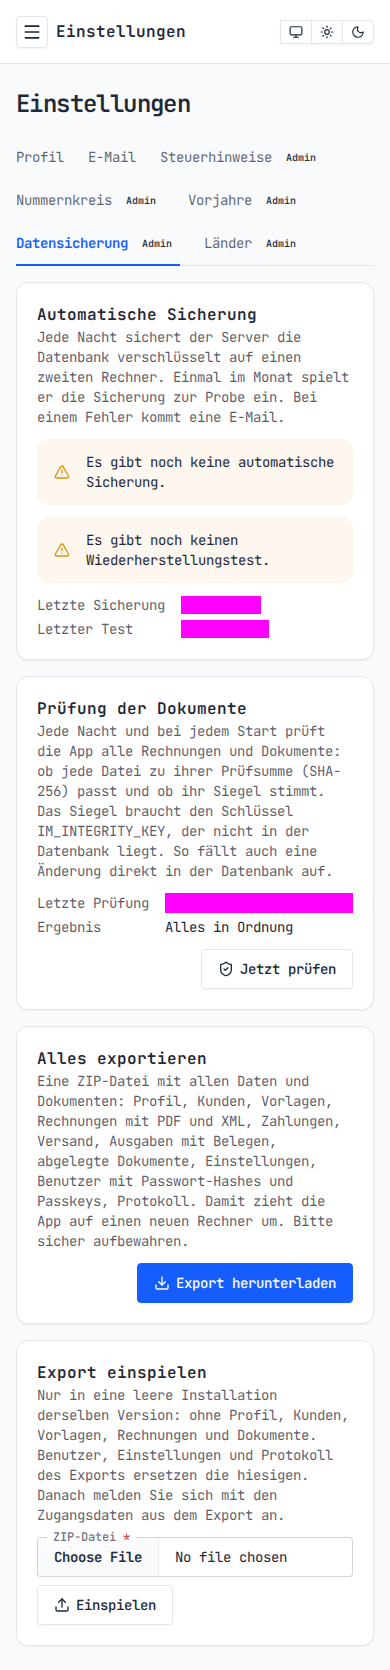 Einstellungen
Einstellungen
Profil E-Mail Steuerhinweise Admin
Nummernkreis Admin Vorjahre Admin
Datensicherung Admin Länder Admin
Automatische Sicherung
Jede Nacht sichert der Server die
Datenbank verschlüsselt auf einen
zweiten Rechner. Einmal im Monat spielt
er die Sicherung zur Probe ein. Bei
einem Fehler kommt eine E-Mail.
Es gibt noch keine automatische
Sicherung.
Es gibt noch keinen
Wiederherstellungstest.
Letzte Sicherung
Letzter Test
Prüfung der Dokumente
Jede Nacht und bei jedem Start prüft
die App alle Rechnungen und Dokumente:
ob jede Datei zu ihrer Prüfsumme (SHA-
256) passt und ob ihr Siegel stimmt.
Das Siegel braucht den Schlüssel
IM_INTEGRITY_KEY, der nicht in der
Datenbank liegt. So fällt auch eine
Änderung direkt in der Datenbank auf.
Letzte Prüfung
Ergebnis Alles in Ordnung
Jetzt prüfen
Alles exportieren
Eine ZIP-Datei mit allen Daten und
Dokumenten: Profil, Kunden, Vorlagen,
Rechnungen mit PDF und XML, Zahlungen,
Versand, Ausgaben mit Belegen,
abgelegte Dokumente, Einstellungen,
Benutzer mit Passwort-Hashes und
Passkeys, Protokoll. Damit zieht die
App auf einen neuen Rechner um. Bitte
sicher aufbewahren.
Export herunterladen
Export einspielen
Nur in eine leere Installation
derselben Version: ohne Profil, Kunden,
Vorlagen, Rechnungen und Dokumente.
Benutzer, Einstellungen und Protokoll
des Exports ersetzen die hiesigen.
Danach melden Sie sich mit den
Zugangsdaten aus dem Export an.
ZIP-Datei *
Choose File No file chosen
Einspielen